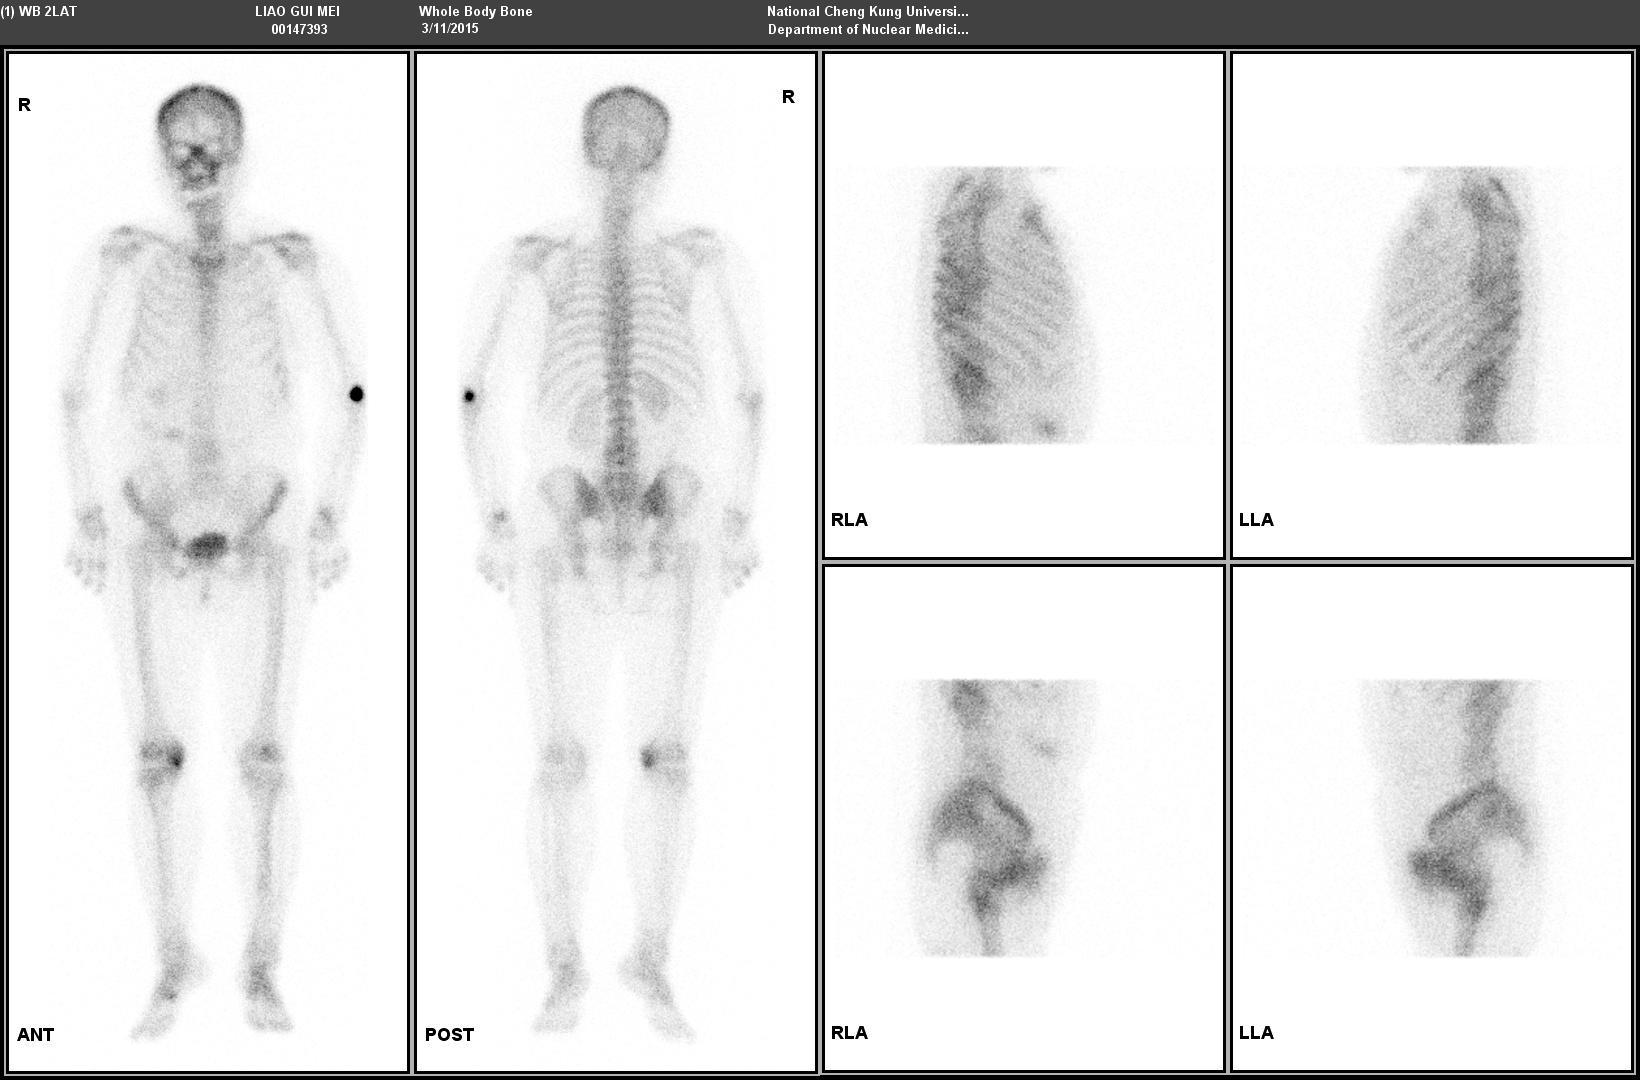 (1) WB 2LAT
LIAO GUI MEI
00147393
Whole Body Bone
3/11/2015
National Cheng Kung Universi...
Department of Nuclear Medici...
R
R
ANT
POST
RLA
LLA
RLA
LLA